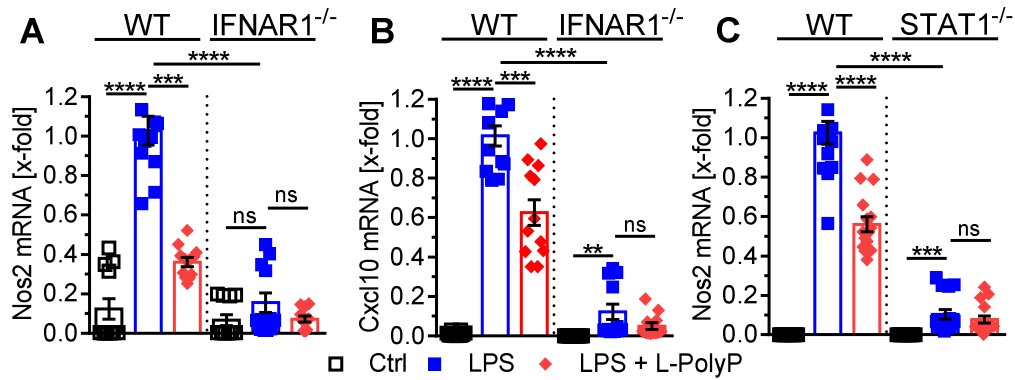 A WT IFNAR1-/-
****
**** ***
ns ns
Nos2 mRNA [x-fold]
1.2
1.0
0.8
0.6
0.4
0.2
0.0
B WT IFNAR1-/-
****
**** ***
ns
**
Cxcl10 mRNA [x-fold]
1.2
1.0
0.8
0.6
0.4
0.2
0.0
C WT STAT1-/-
****
**** ****
*** ns
Nos2 mRNA [x-fold]
1.2
1.0
0.8
0.6
0.4
0.2
0.0
Ctrl LPS LPS + L-PolyP